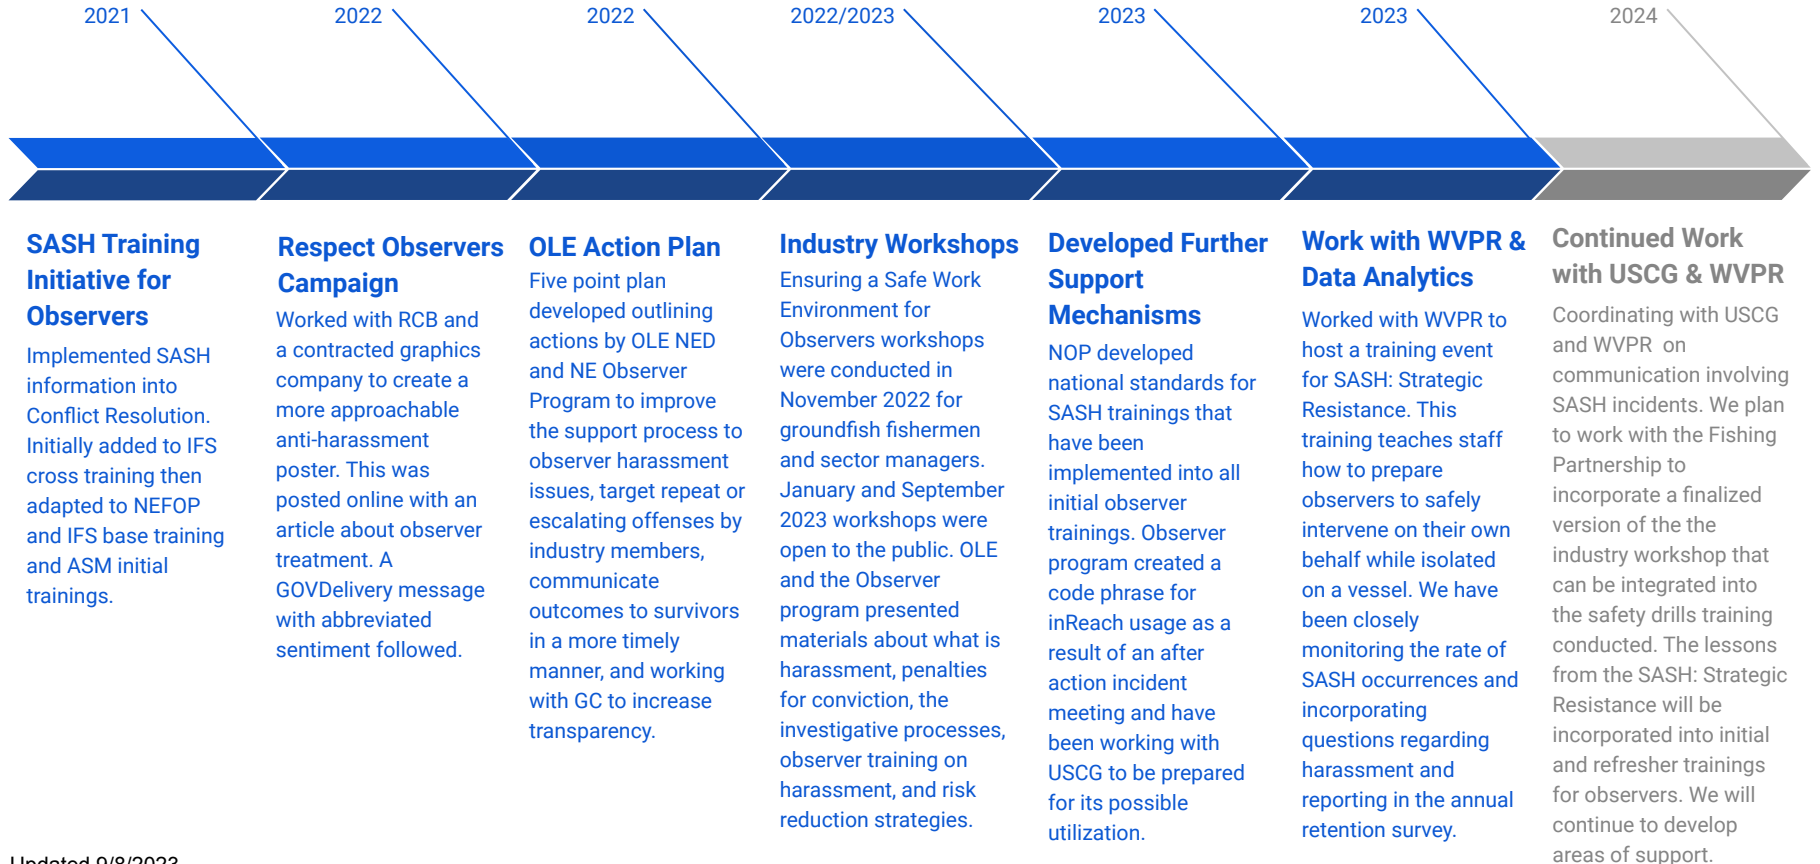 2021
2022
2022
2022/2023
2023
2023
2024
SASH Training
Initiative for
Observers
Implemented SASH
information into
Conflict Resolution.
Initially added to IFS
cross training then
adapted to NEFOP
and IFS base training
and ASM initial
trainings.
Respect Observers
Campaign
Worked with RCB and
a contracted graphics
company to create a
more approachable
anti-harassment
poster. This was
posted online with an
article about observer
treatment. A
GOVDelivery message
with abbreviated
sentiment followed.
OLE Action Plan
Five point plan
developed outlining
actions by OLE NED
and NE Observer
Program to improve
the support process to
observer harassment
issues, target repeat or
escalating offenses by
industry members,
communicate
outcomes to survivors
in a more timely
manner, and working
with GC to increase
transparency.
Industry Workshops
Ensuring a Safe Work
Environment for
Observers workshops
were conducted in
November 2022 for
groundfish fishermen
and sector managers.
January and September
2023 workshops were
open to the public. OLE
and the Observer
program presented
materials about what is
harassment, penalties
for conviction, the
investigative processes,
observer training on
harassment, and risk
reduction strategies.
Developed Further
Support
Mechanisms
NOP developed
national standards for
SASH trainings that
have been
implemented into all
initial observer
trainings. Observer
program created a
code phrase for
inReach usage as a
result of an after
action incident
meeting and have
been working with
USCG to be prepared
for its possible
utilization.
Work with WVPR &
Data Analytics
Worked with WVPR to
host a training event
for SASH: Strategic
Resistance. This
training teaches staff
how to prepare
observers to safely
intervene on their own
behalf while isolated
on a vessel. We have
been closely
monitoring the rate of
SASH occurrences and
incorporating
questions regarding
harassment and
reporting in the annual
retention survey.
Continued Work
with USCG & WVPR
Coordinating with USCG
and WVPR on
communication involving
SASH incidents. We plan
to work with the Fishing
Partnership to
incorporate a finalized
version of the the
industry workshop that
can be integrated into
the safety drills training
conducted. The lessons
from the SASH: Strategic
Resistance will be
incorporated into initial
and refresher trainings
for observers. We will
continue to develop
areas of support.
Updated 9/8/2023